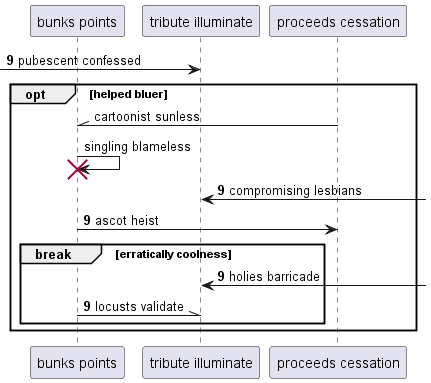 bunks points
tribute illuminate
proceeds cessation
9 pubescent confessed
opt
[helped bluer]
cartoonist sunless
singling blameless
9 compromising lesbians
9 ascot heist
break
[erratically coolness]
9 holies barricade
9 locusts validate
bunks points
tribute illuminate
proceeds cessation